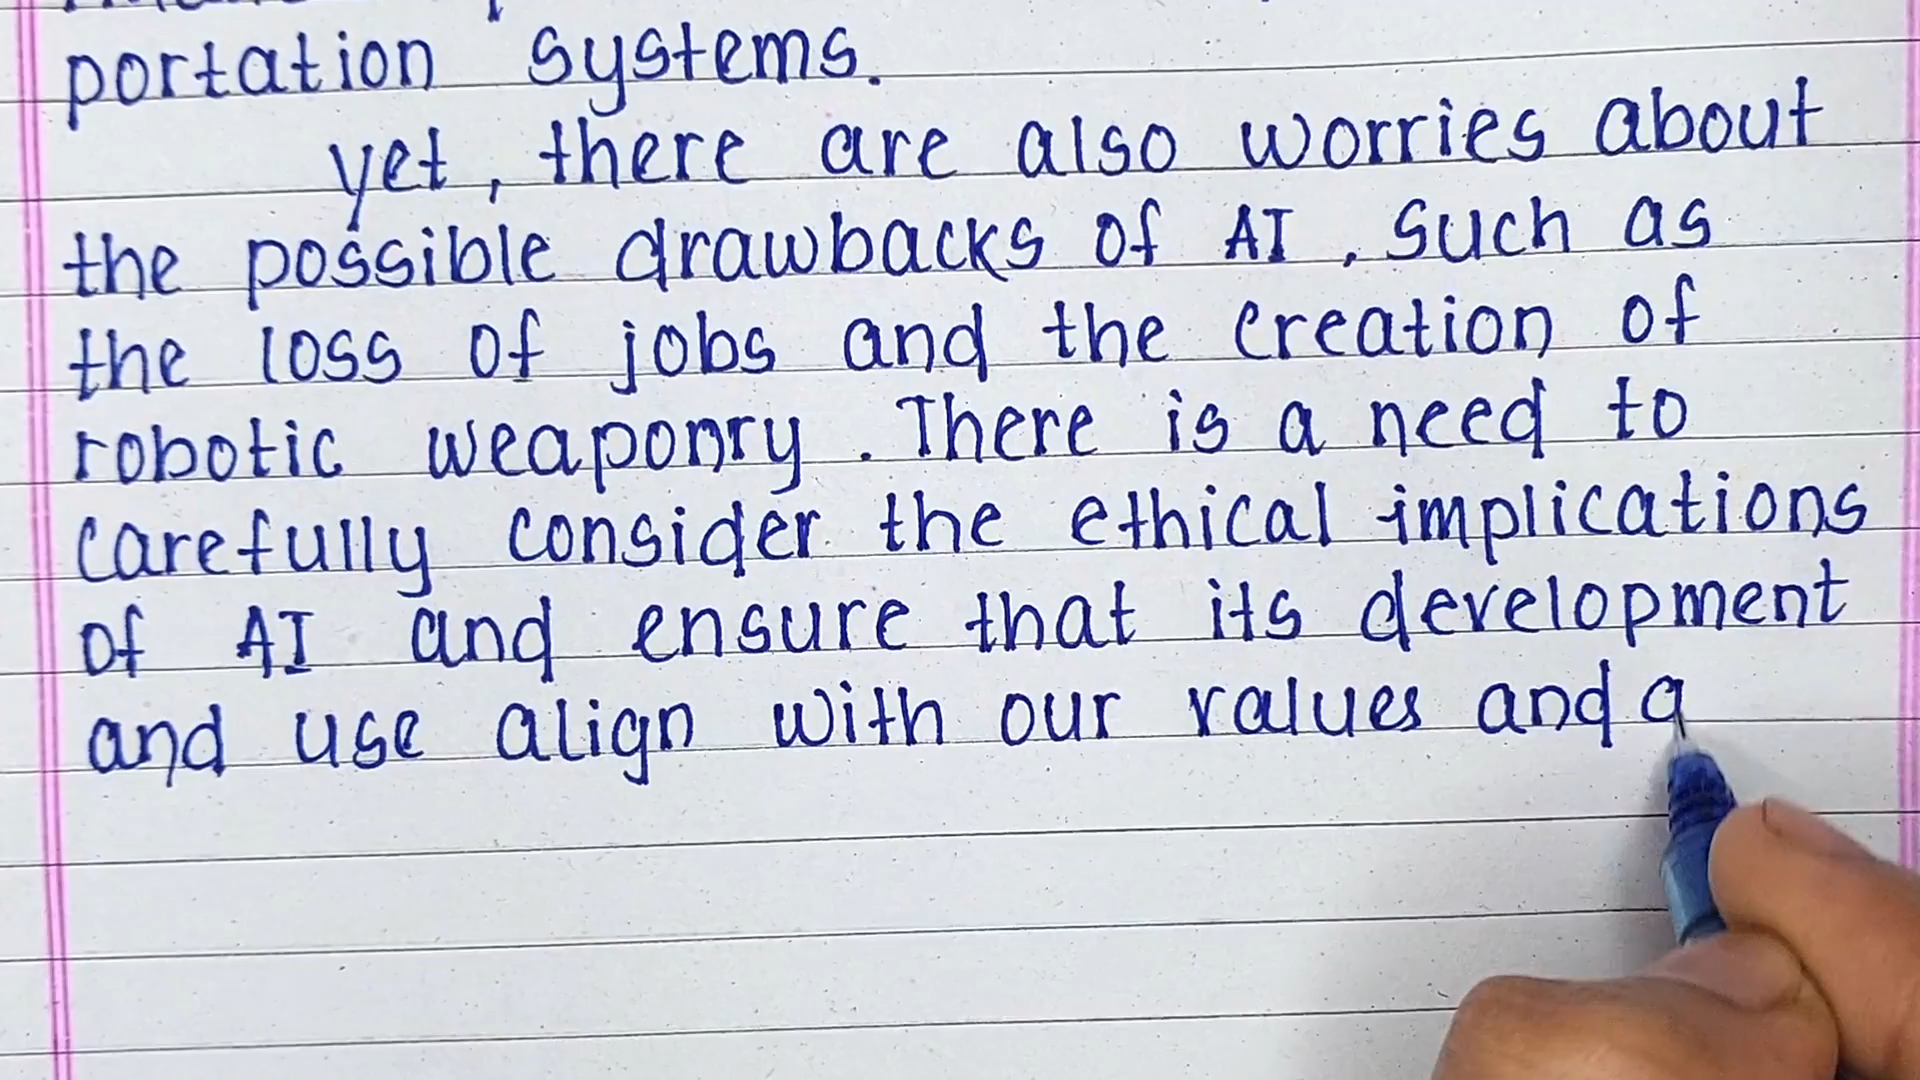 portation systems.
yet, there are also worries about
the possible drawbacks of AI, such as
the loss of jobs and the creation of
robotic weaponry. There is a need to
carefully consider the ethical implications
of AI and ensure that its development
and use align with our values and